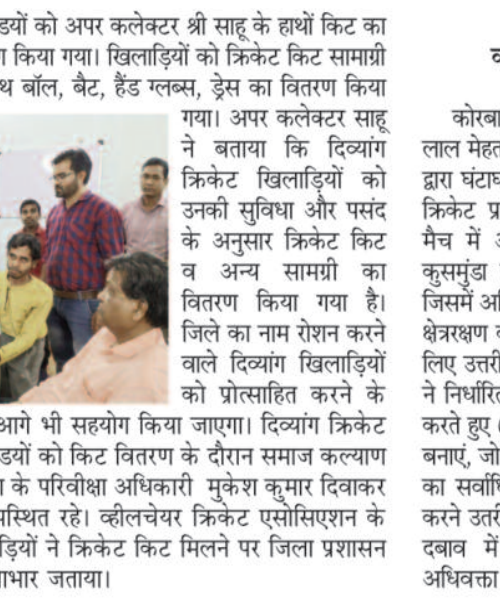 डयों को अपर कलेक्टर श्री साहू के हाथों किट का
किया गया। खिलाड़ियों को क्रिकेट किट सामाग्री
थ बॉल, बैट, हैंड ग्लब्स, ड्रेस का वितरण किया
गया। अपर कलेक्टर साहू
ने बताया कि दिव्यांग
क्रिकेट खिलाड़ियों को
उनकी सुविधा और पसंद
के अनुसार क्रिकेट किट
व अन्य सामग्री का
वितरण किया गया है।
जिले का नाम रोशन करने
वाले दिव्यांग खिलाड़ियों
को प्रोत्साहित करने के
आगे भी सहयोग किया जाएगा। दिव्यांग क्रिकेट
डयों को किट वितरण के दौरान समाज कल्याण
के परिवीक्षा अधिकारी मुकेश कुमार दिवाकर
पस्थित रहे। व्हीलचेयर क्रिकेट एसोसिएशन के
ड़ियों ने क्रिकेट किट मिलने पर जिला प्रशासन
भार जताया।
कोरबा
लाल मेहत
द्वारा घंटाघ
क्रिकेट प्र
मैच में
कुसमुंडा
जिसमें अ
क्षेत्ररक्षण
लिए उत्तरी
ने निर्धारित
करते हुए
बनाएं, जो
का सर्वाधि
करने उतरी
दबाव में
अधिवक्ता